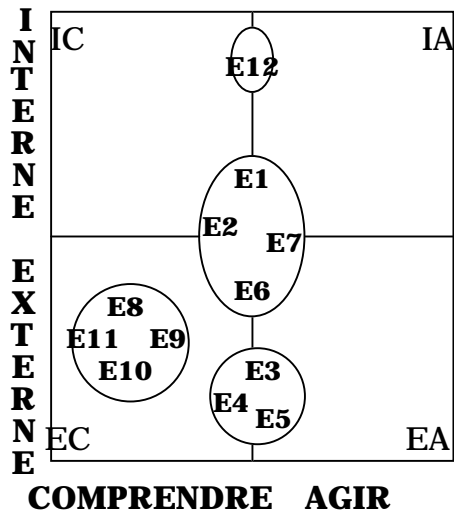 INTERNE
EXTERNE
IC IA
E12
E1
E2
E7
E6
E8
E11 E9
E10
E3
E4
E5
EC EA
COMPRENDRE AGIR